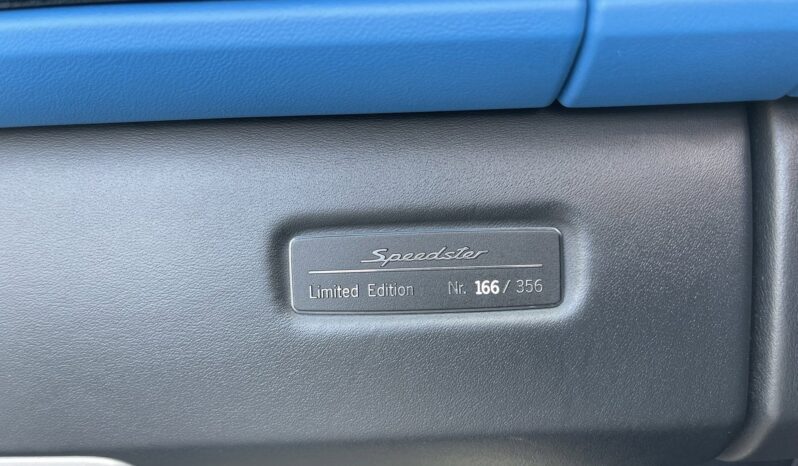 Speedster
Limited Edition Nr. 166 / 356